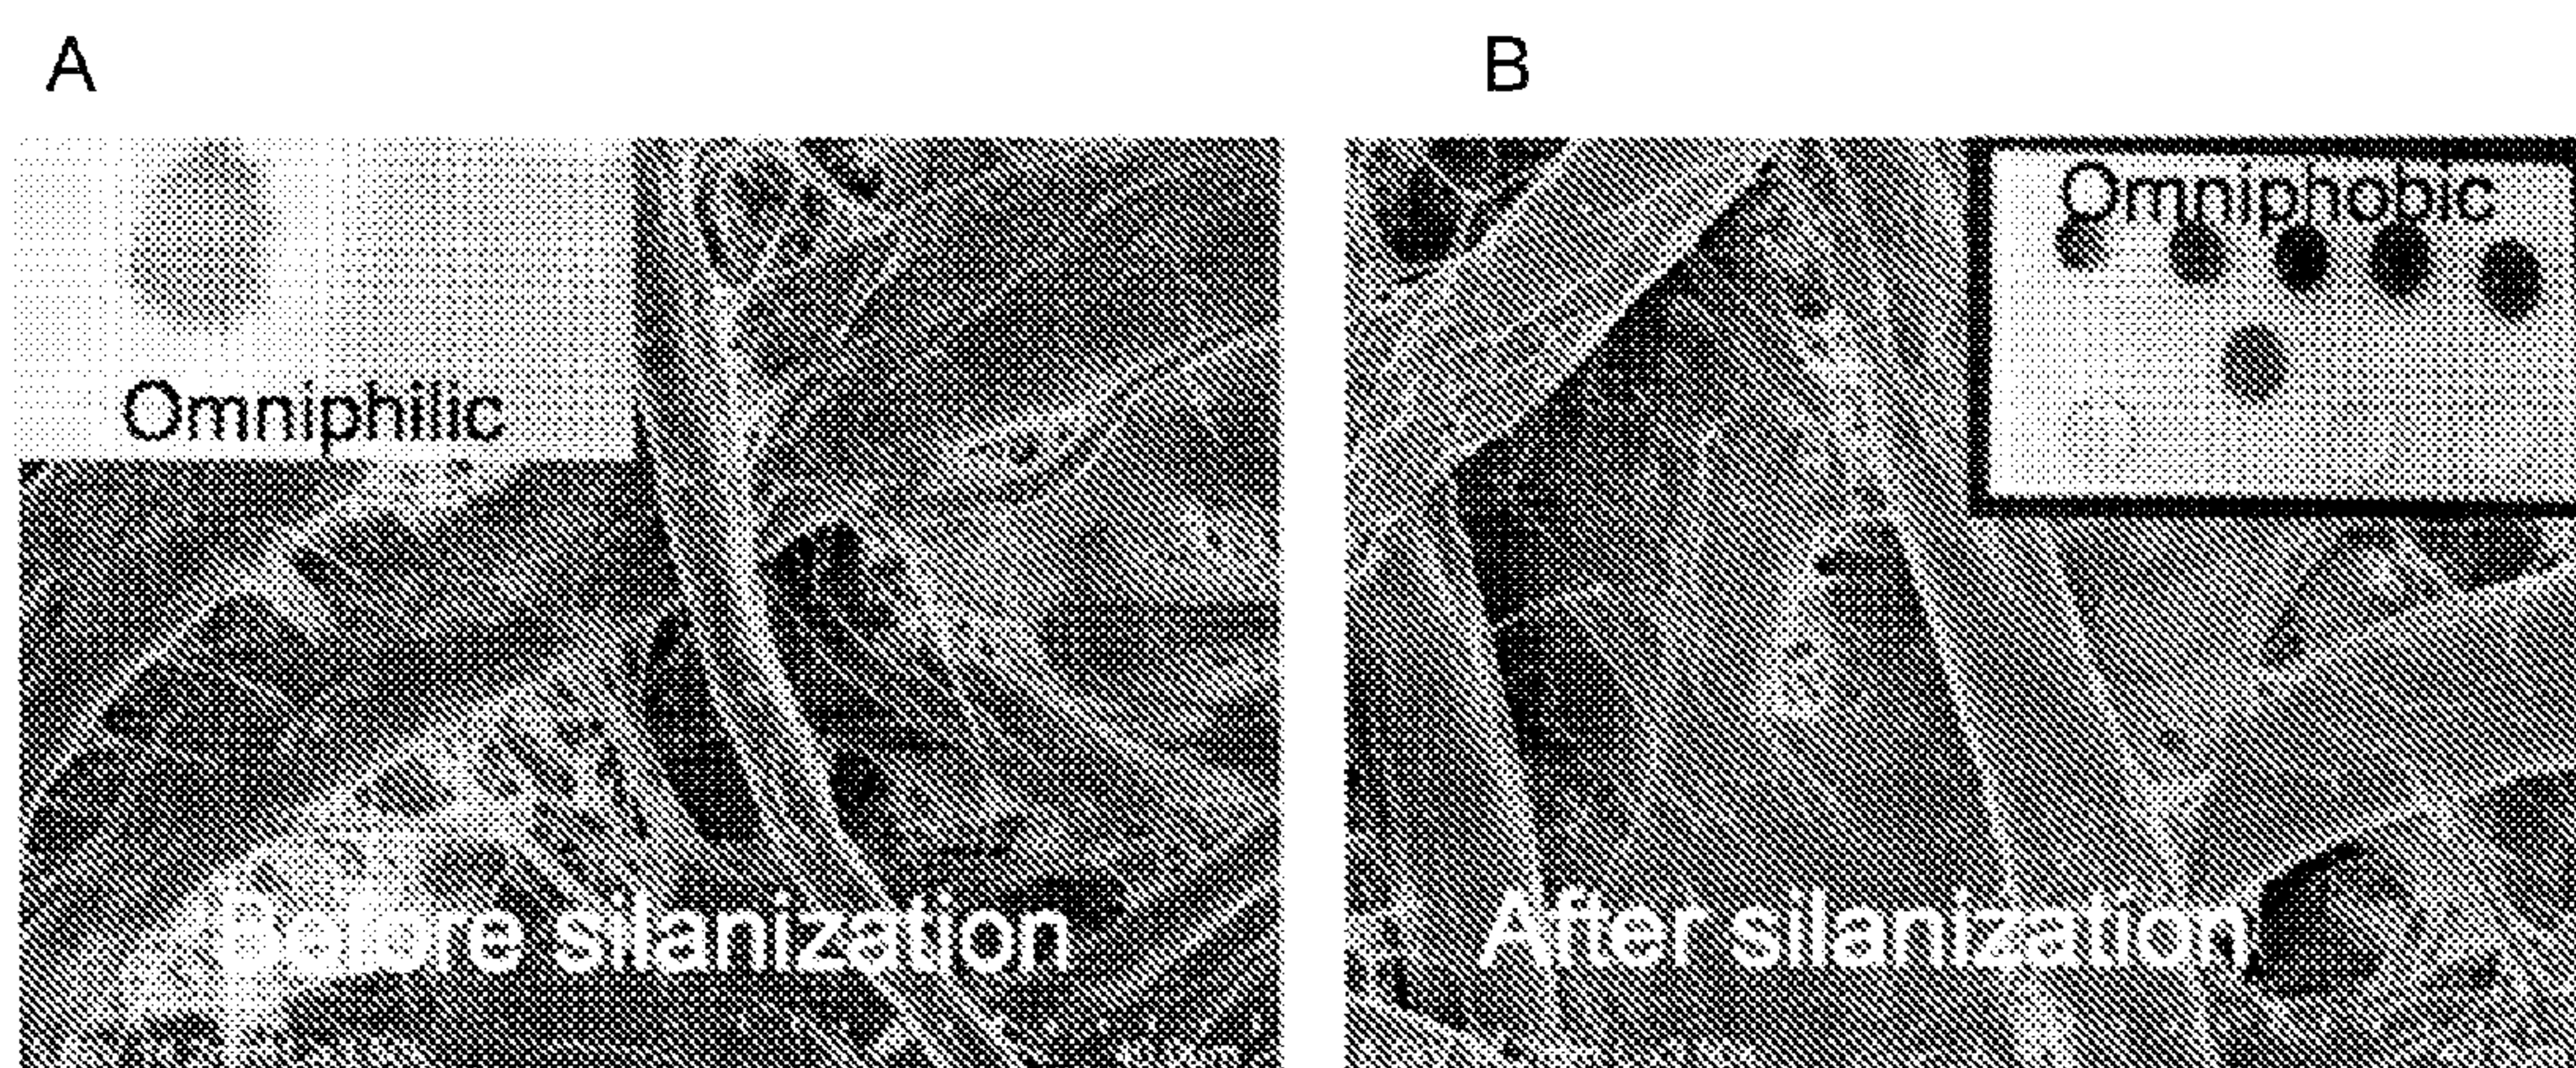 A
B
Omniphilic
Omniphobic
Before silanization
After silanization